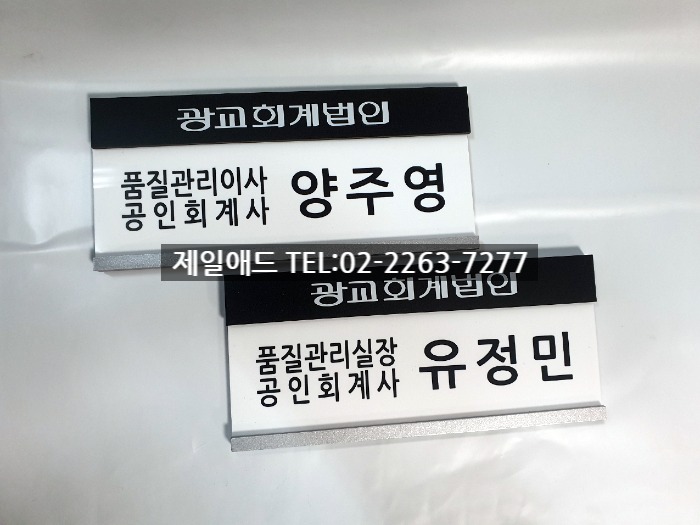 광교회계법인
품질관리이사
공인회계사
양주영
제일애드 TEL:02-2263-7277
광교회계법인
품질관리실장
공인회계사
유정민